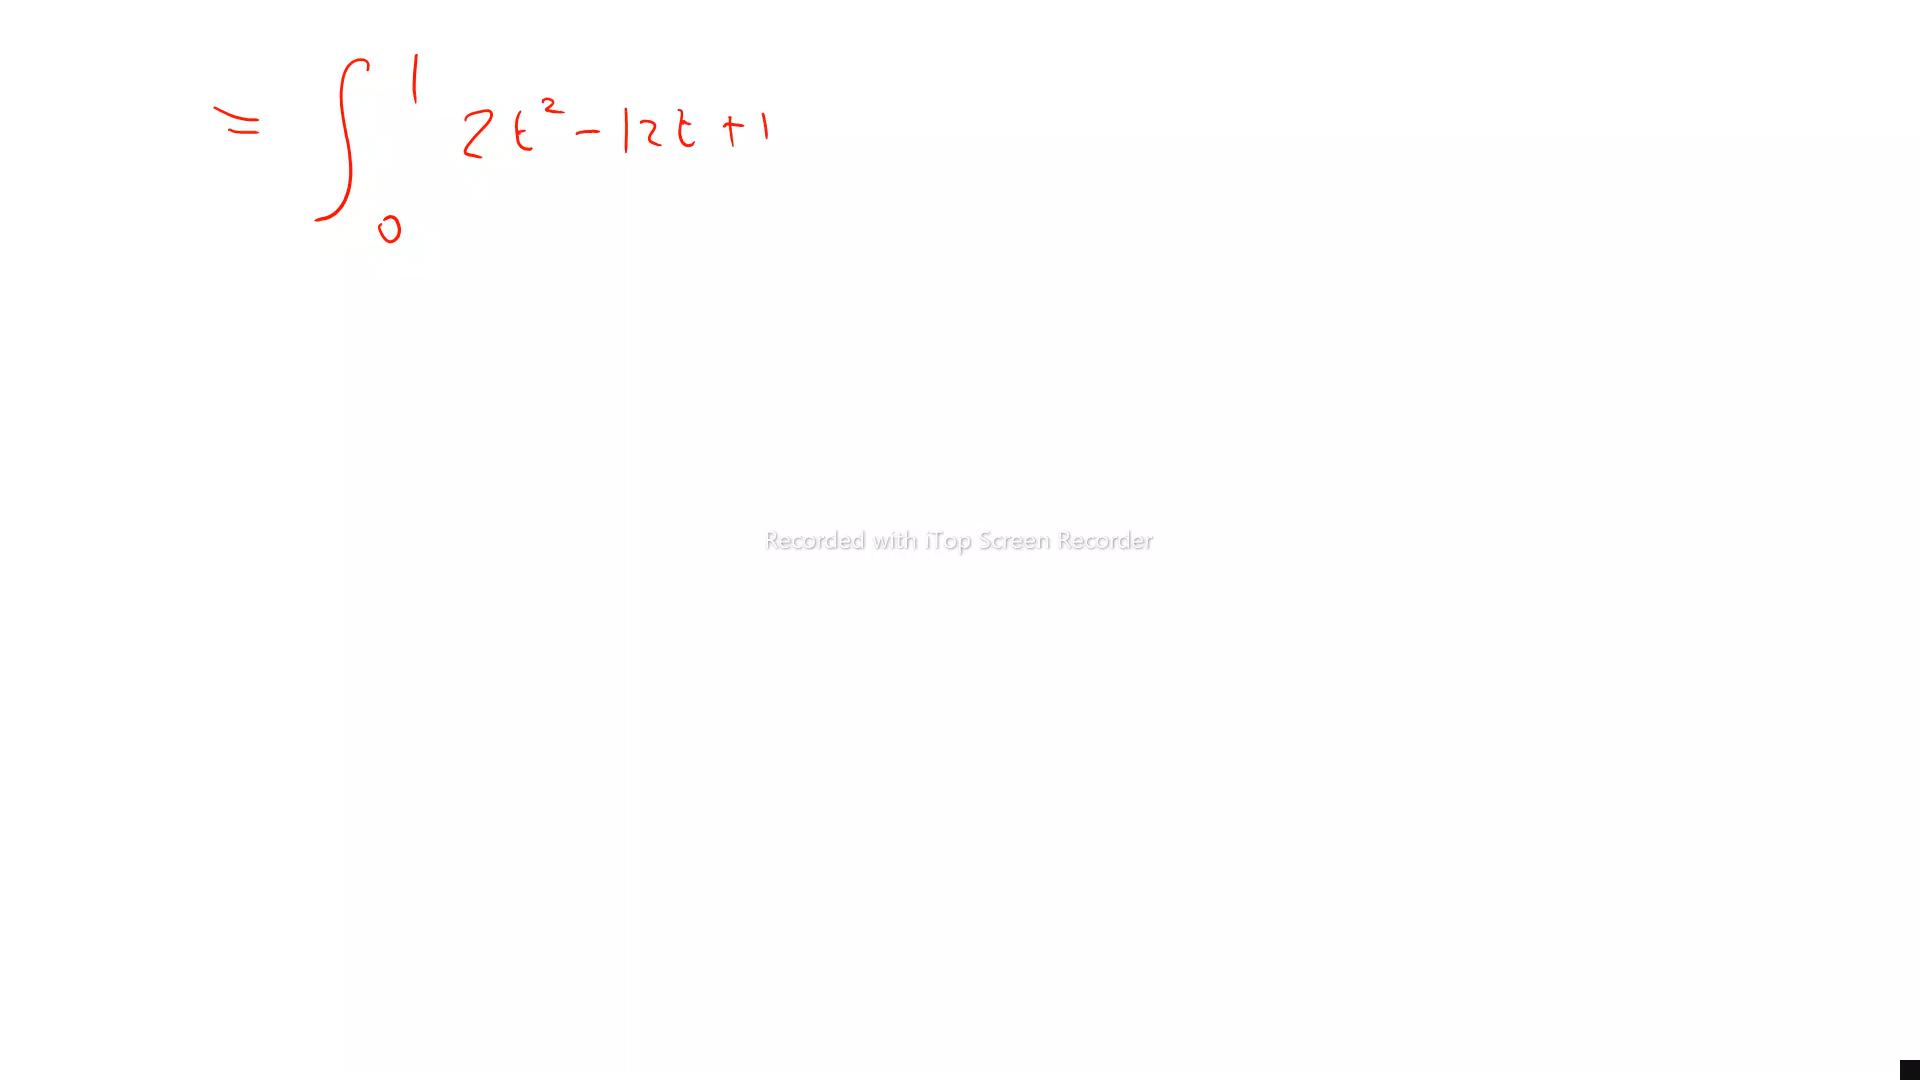 = ∫₀¹ 2t² - 12t + 1
Recorded with iTop Screen Recorder